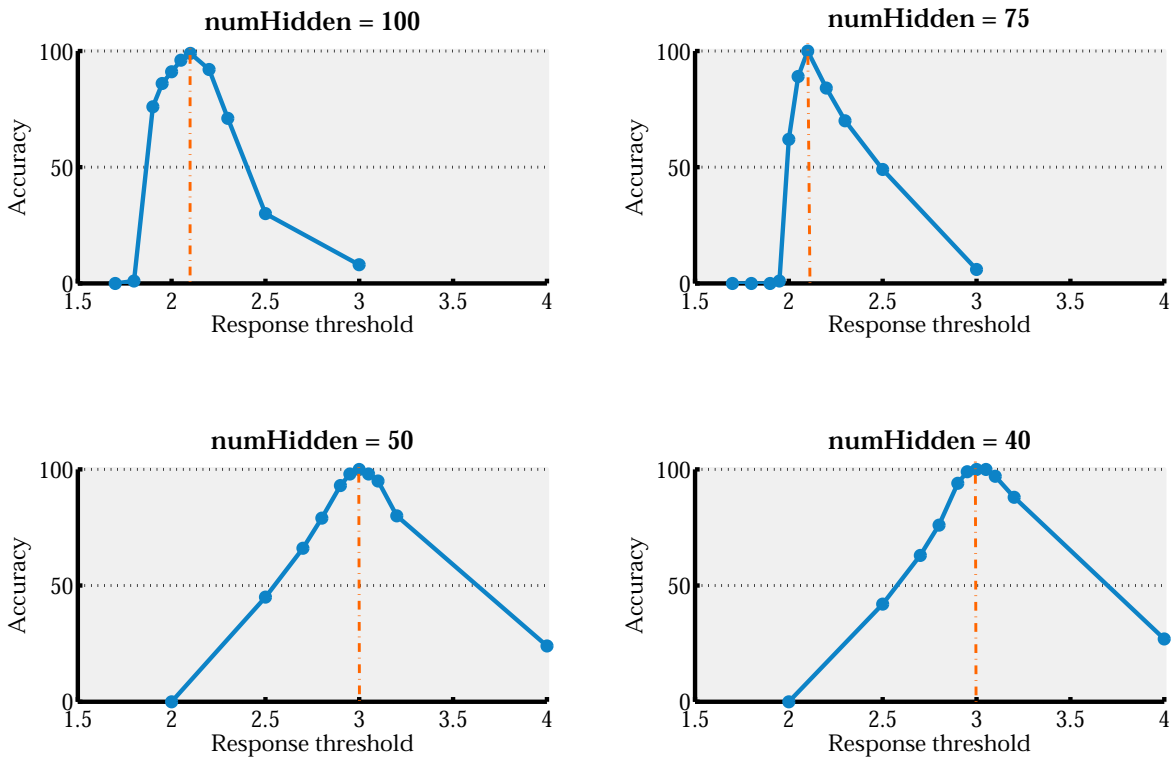 numHidden = 100
100
50
0
Accuracy
1.5 2 2.5 3 3.5 4
Response threshold
numHidden = 75
100
50
0
Accuracy
1.5 2 2.5 3 3.5 4
Response threshold
numHidden = 50
100
50
0
Accuracy
1.5 2 2.5 3 3.5 4
Response threshold
numHidden = 40
100
50
0
Accuracy
1.5 2 2.5 3 3.5 4
Response threshold